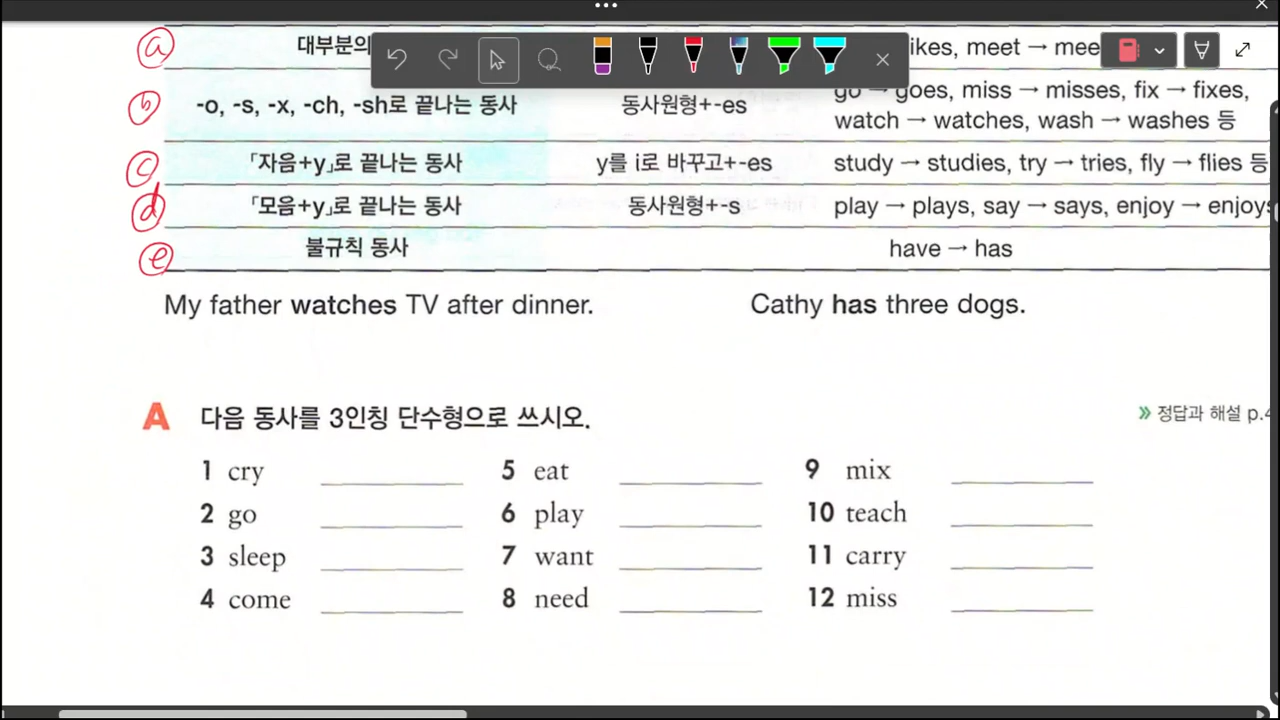 ⓐ 대부분의 ikes, meet → mee
ⓑ -o, -s, -x, -ch, -sh로 끝나는 동사 동사원형+-es go → goes, miss → misses, fix → fixes,
watch → watches, wash → washes 등
ⓒ 「자음+y」로 끝나는 동사 y를 i로 바꾸고+-es study → studies, try → tries, fly → flies 등
ⓓ 「모음+y」로 끝나는 동사 동사원형+-s play → plays, say → says, enjoy → enjoys
ⓔ 불규칙 동사 have → has
My father watches TV after dinner. Cathy has three dogs.
A 다음 동사를 3인칭 단수형으로 쓰시오. » 정답과 해설 p.4
1 cry 5 eat 9 mix
2 go 6 play 10 teach
3 sleep 7 want 11 carry
4 come 8 need 12 miss